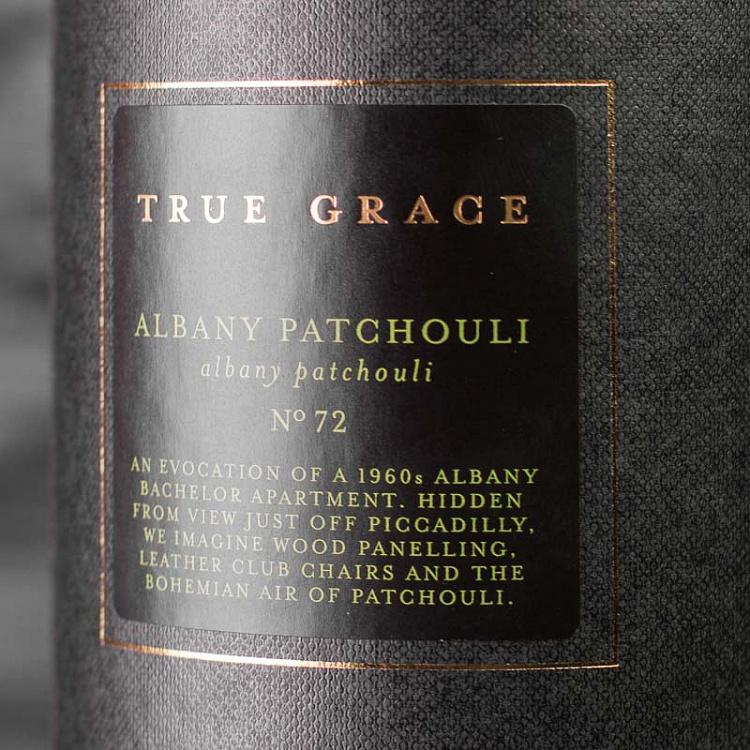 TRUE GRACE
ALBANY PATCHOULI
albany patchouli
Nº 72
AN EVOCATION OF A 1960s ALBANY
BACHELOR APARTMENT. HIDDEN
FROM VIEW JUST OFF PICCADILLY,
WE IMAGINE WOOD PANELLING,
LEATHER CLUB CHAIRS AND THE
BOHEMIAN AIR OF PATCHOULI.